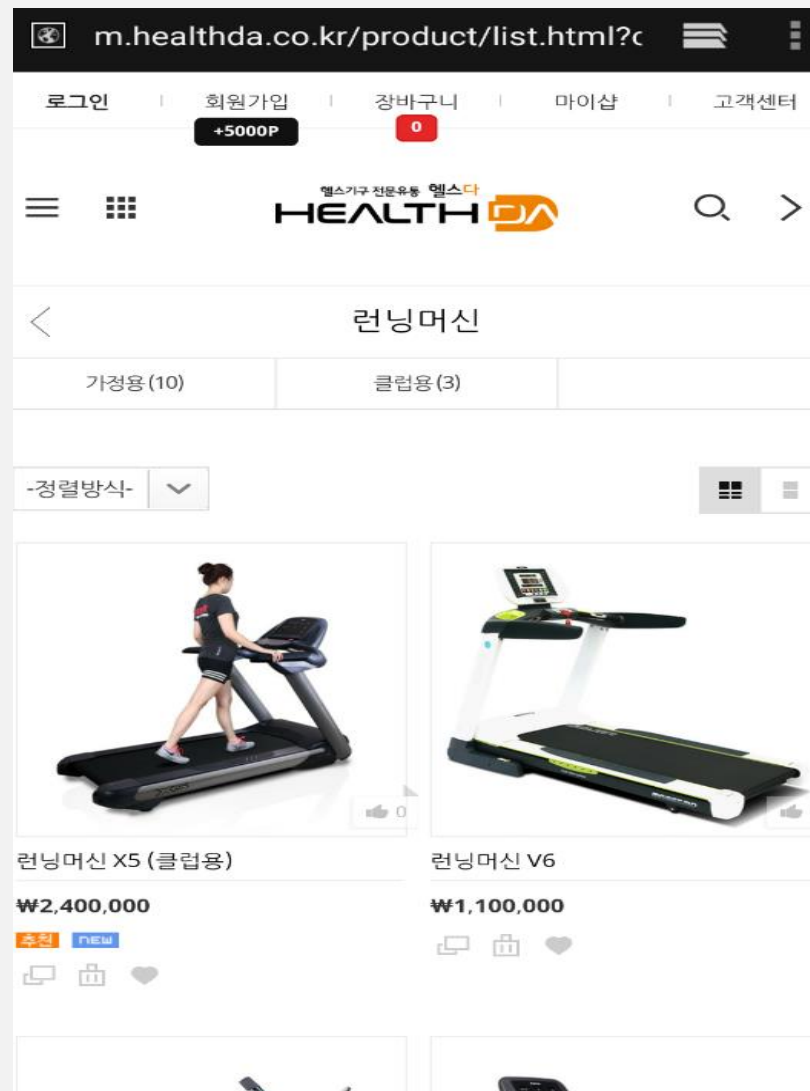 m.healthda.co.kr/product/list.html?c
로그인 회원가입 장바구니 마이샵 고객센터
+5000P 0
헬스기구 전문유통 헬스다
HEALTH DA
런닝머신
가정용(10) 클럽용(3)
-정렬방식-
0
런닝머신 X5 (클럽용) 런닝머신 V6
₩2,400,000 ₩1,100,000
추천 NEW